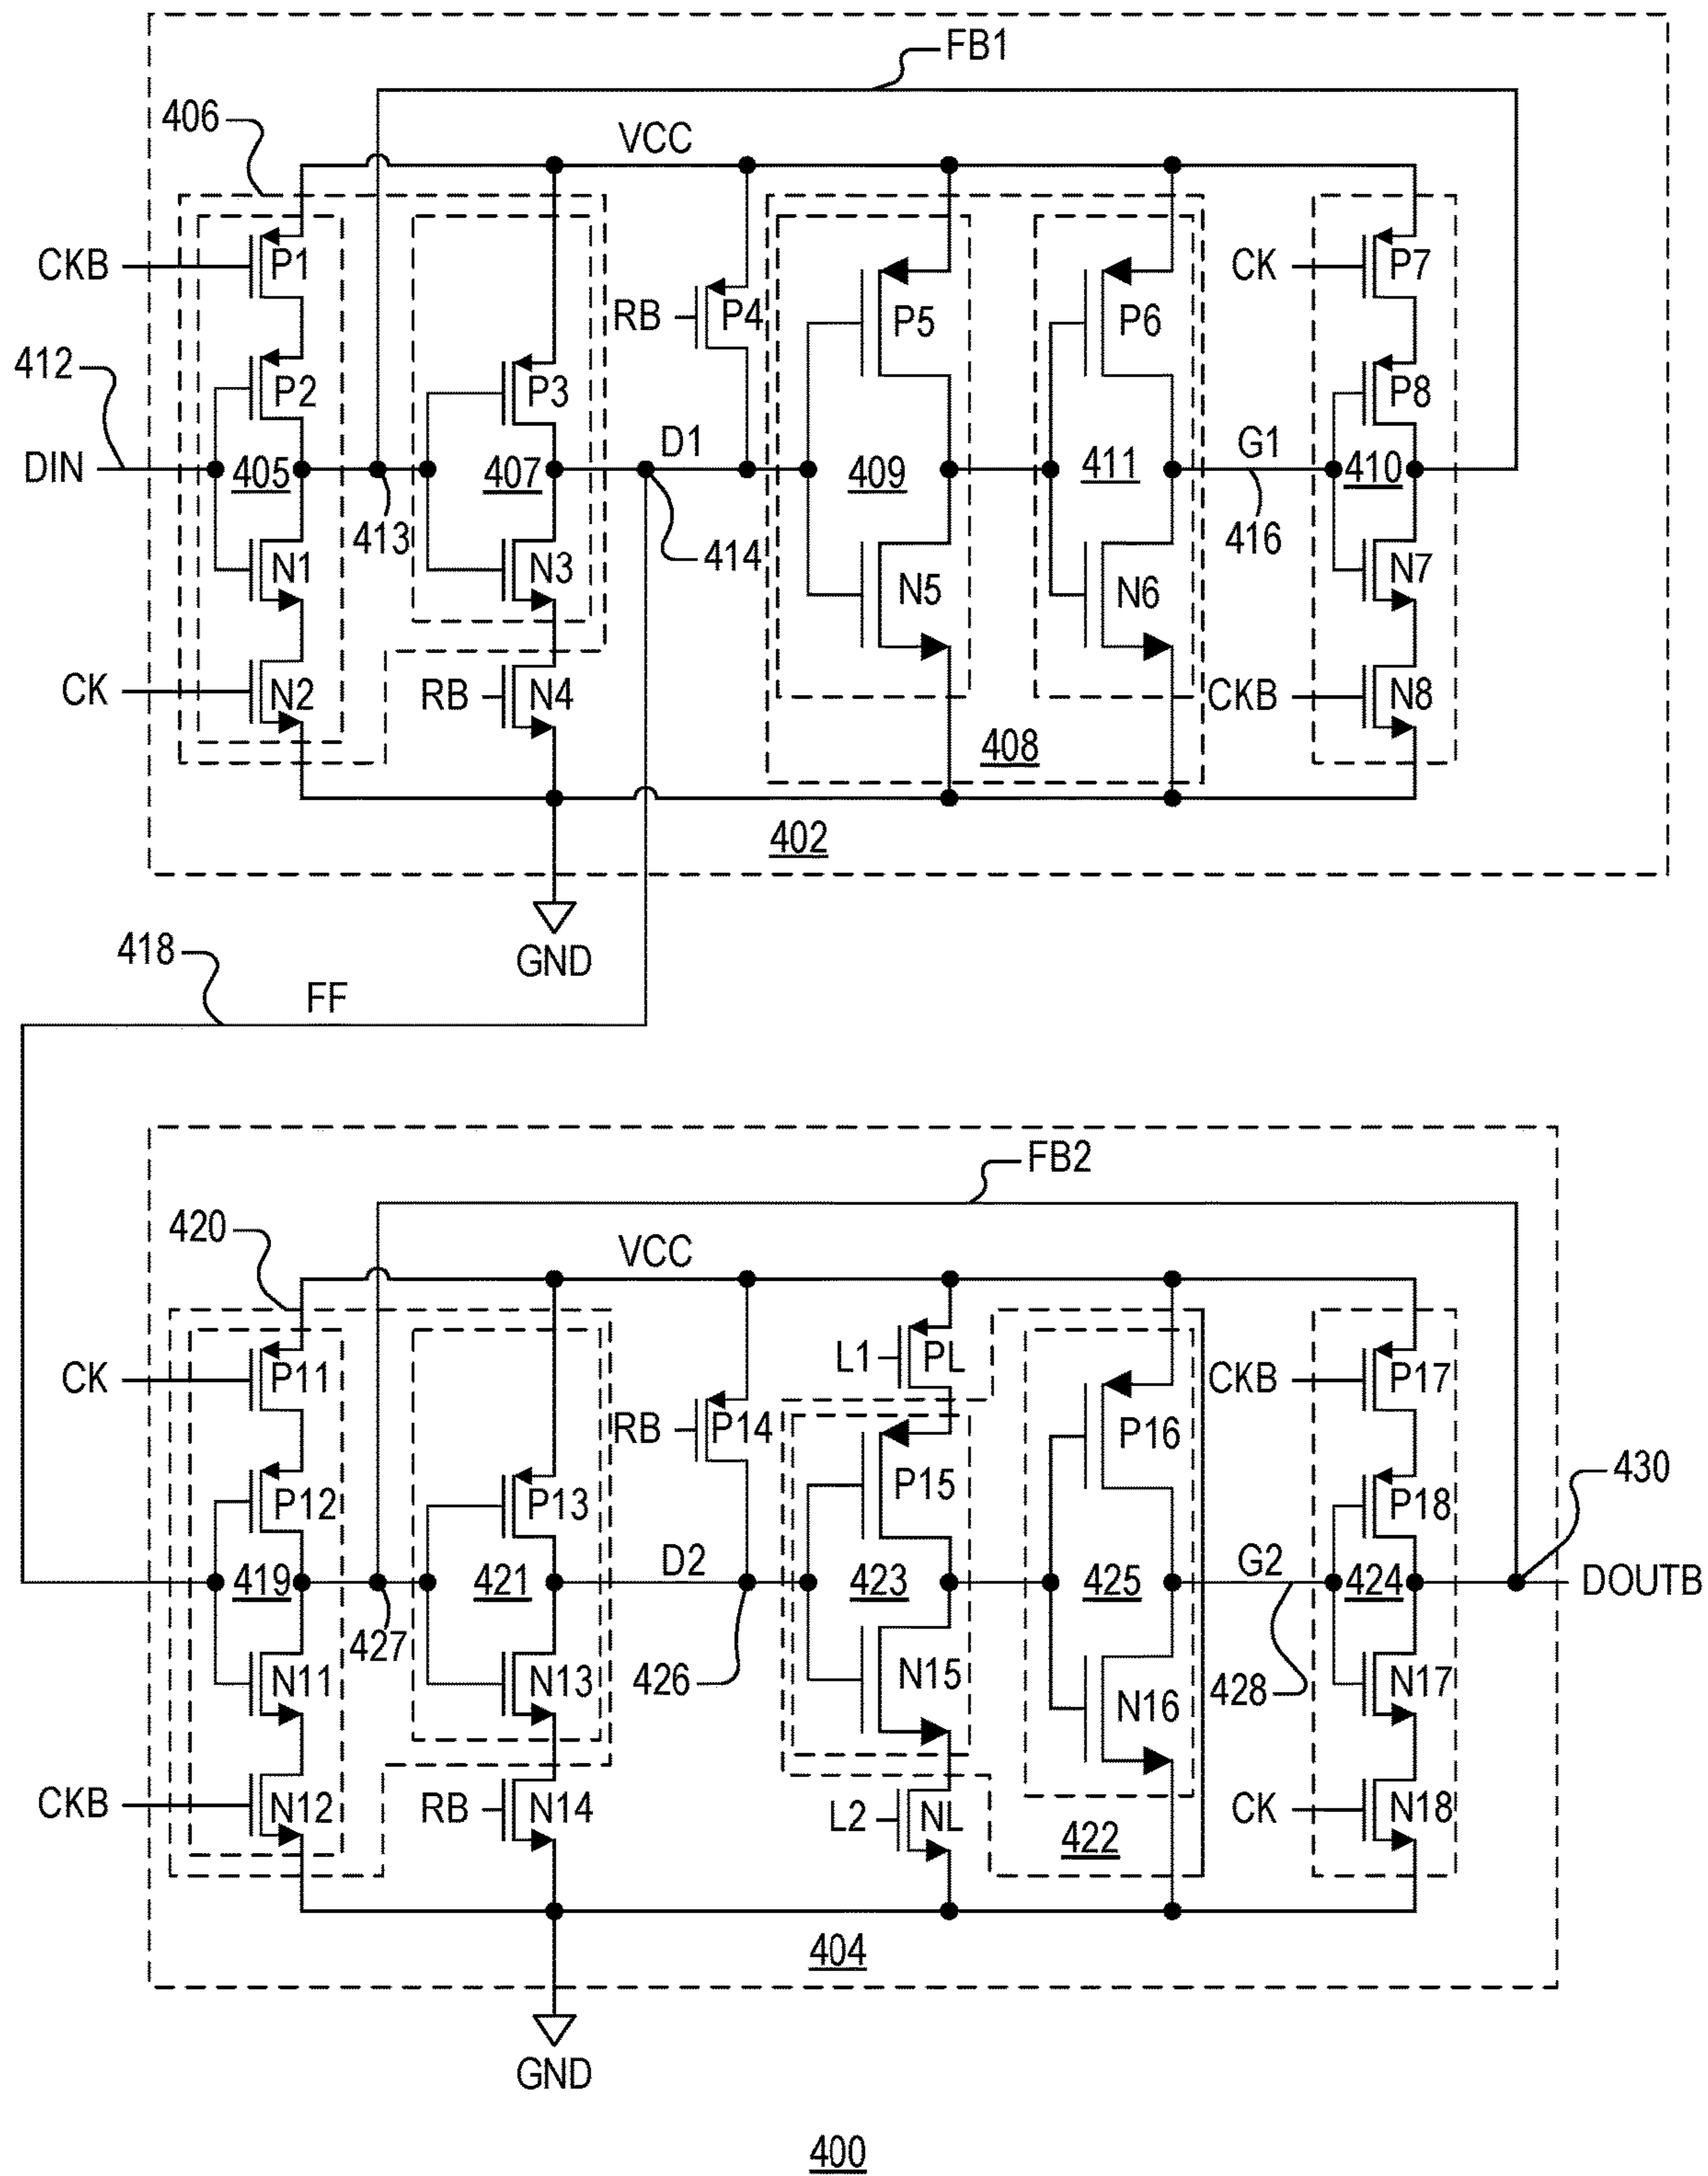 FB1
406
VCC
CKB
P1
P4
RB
P5
P6
CK
P7
412
P2
P3
P8
DIN
405
407
D1
409
411
G1
410
413
414
416
N1
N3
N5
N6
N7
CK
N2
RB
N4
CKB
N8
408
402
GND
418
FF
FB2
420
VCC
CK
P11
L1
PL
CKB
P17
RB
P14
P16
P12
P13
P15
P18
430
419
421
D2
423
425
G2
424
DOUTB
427
426
428
N11
N13
N15
N16
N17
CKB
N12
RB
N14
L2
NL
422
CK
N18
404
GND
400